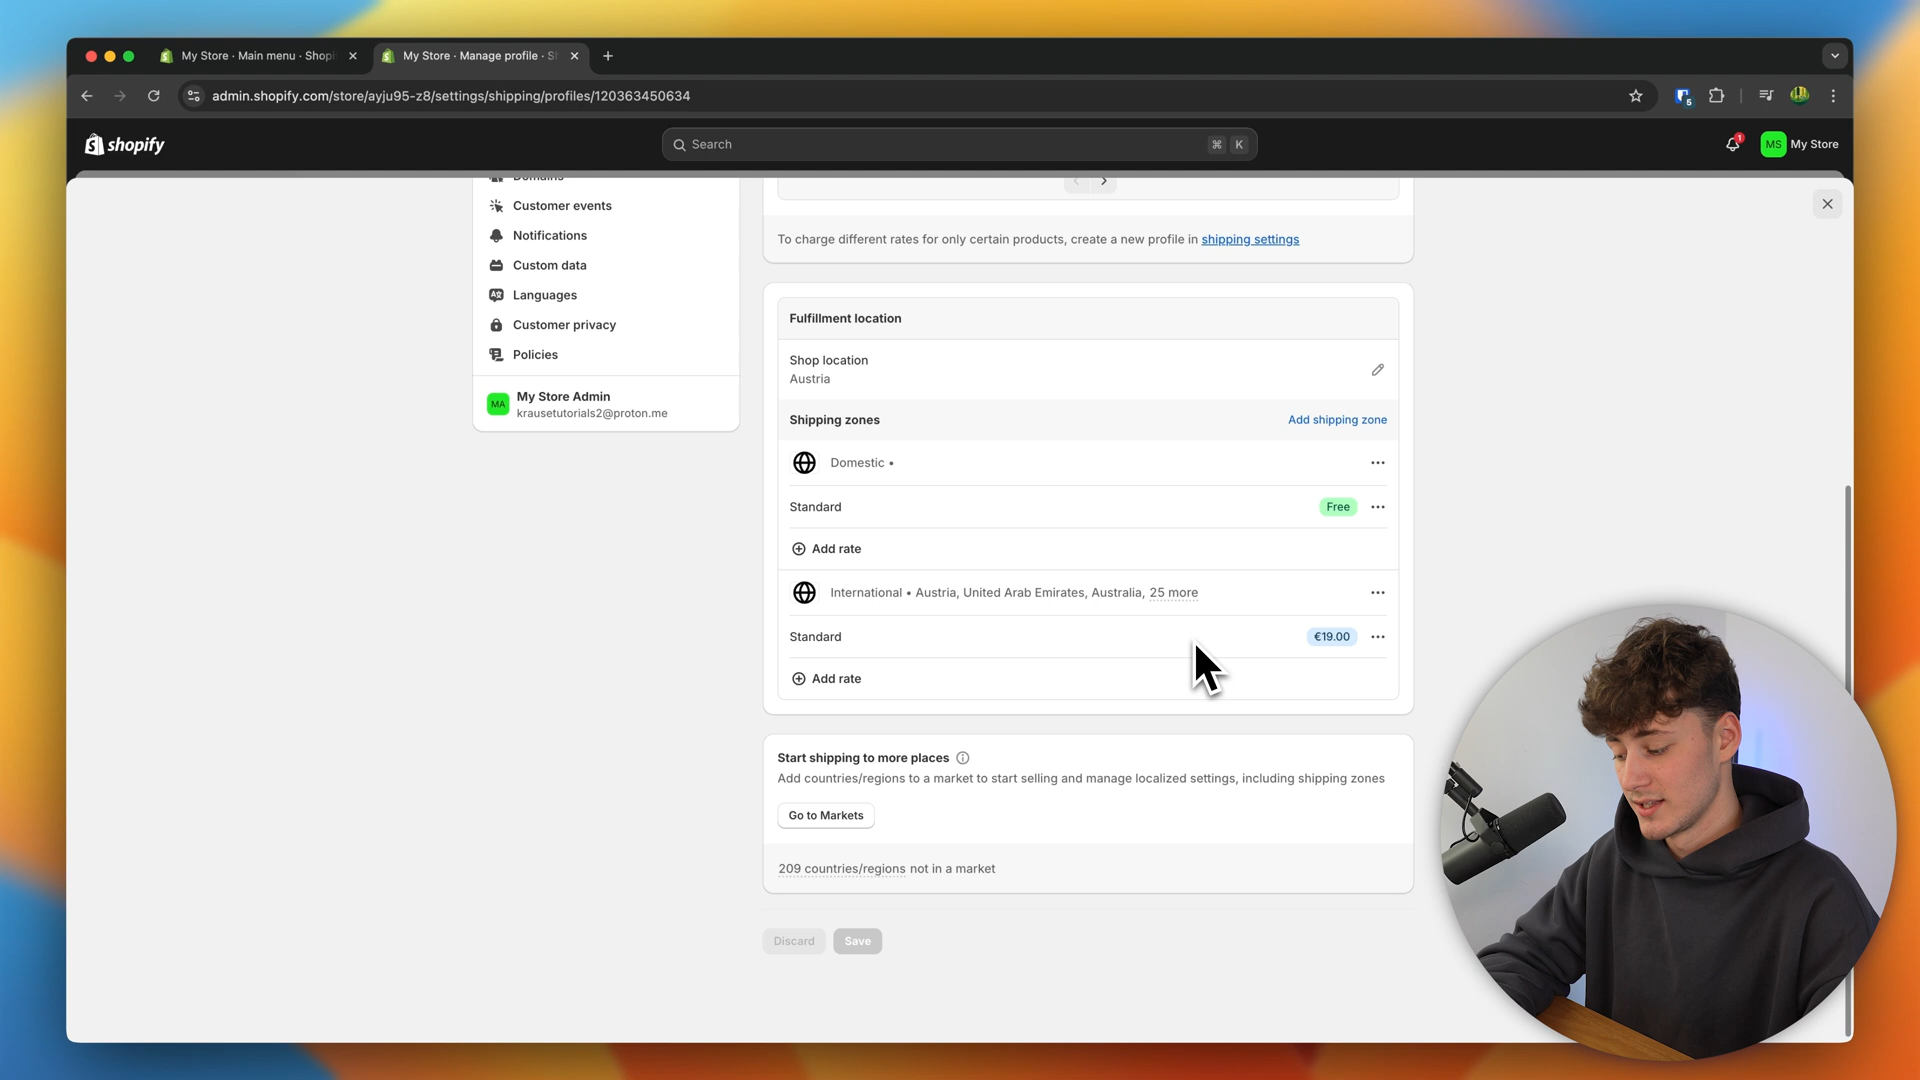 My Store · Main menu · Shopi
My Store · Manage profile · S
admin.shopify.com/store/ayju95-z8/settings/shipping/profiles/120363450634
5
shopify
Search
⌘ K
1
MS My Store
Domains
Customer events
Notifications
Custom data
Languages
Customer privacy
Policies
MA
My Store Admin
krausetutorials2@proton.me
To charge different rates for only certain products, create a new profile in shipping settings
Fulfillment location
Shop location
Austria
Shipping zones
Add shipping zone
Domestic •
Standard
Free
Add rate
International • Austria, United Arab Emirates, Australia, 25 more
Standard
€19.00
Add rate
Start shipping to more places
Add countries/regions to a market to start selling and manage localized settings, including shipping zones
Go to Markets
209 countries/regions not in a market
Discard
Save